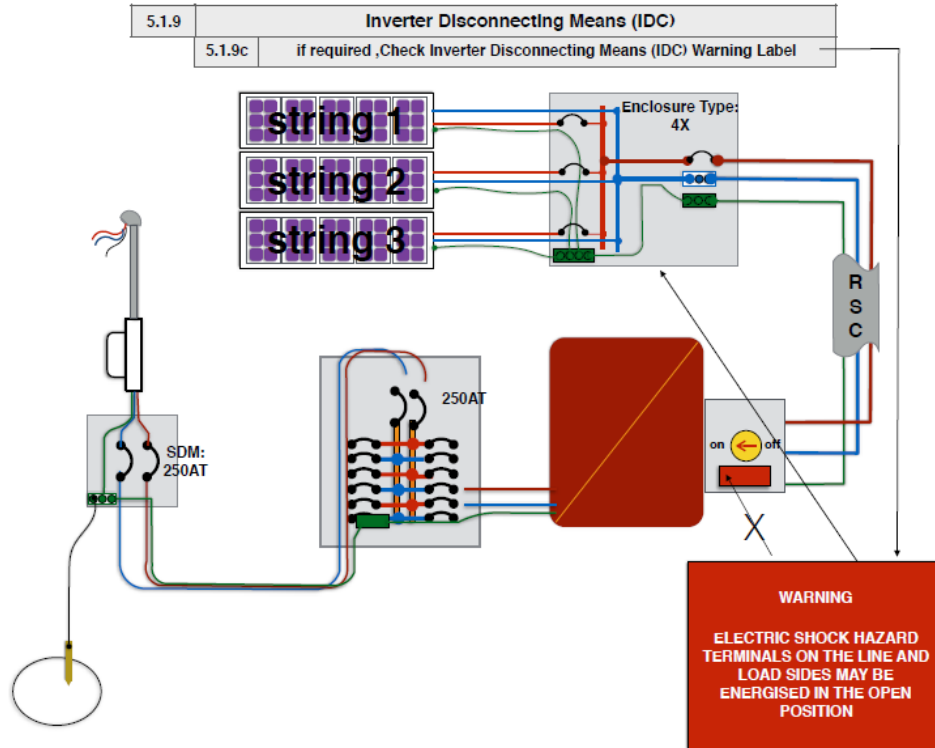 5.1.9 Inverter Disconnecting Means (IDC)
5.1.9c if required ,Check Inverter Disconnecting Means (IDC) Warning Label
string 1
string 2
string 3
Enclosure Type:
4X
R
S
C
250AT
SDM:
250AT
on off
X
WARNING
ELECTRIC SHOCK HAZARD
TERMINALS ON THE LINE AND
LOAD SIDES MAY BE
ENERGISED IN THE OPEN
POSITION